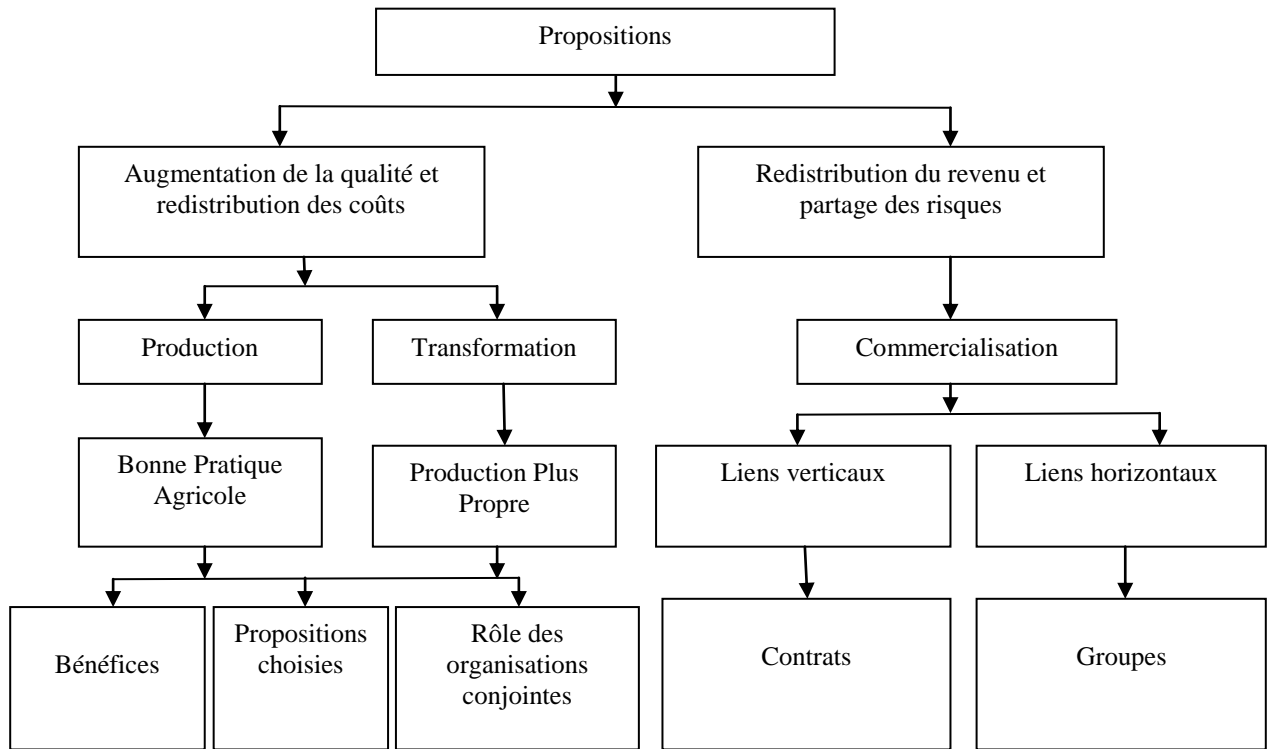 Propositions
Augmentation de la qualité et
redistribution des coûts
Redistribution du revenu et
partage des risques
Production
Transformation
Commercialisation
Bonne Pratique
Agricole
Production Plus
Propre
Liens verticaux
Liens horizontaux
Bénéfices
Propositions
choisies
Rôle des
organisations
conjointes
Contrats
Groupes